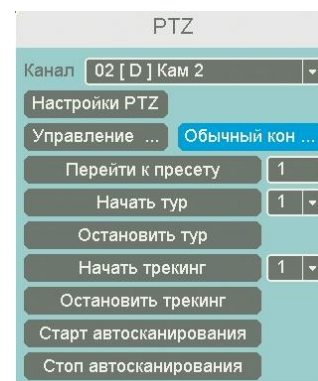 PTZ
Канал 02 [ D ] Кам 2
Настройки PTZ
Управление ... Обычный кон ...
Перейти к пресету 1
Начать тур 1
Остановить тур
Начать трекинг 1
Остановить трекинг
Старт автосканирования
Стоп автосканирования